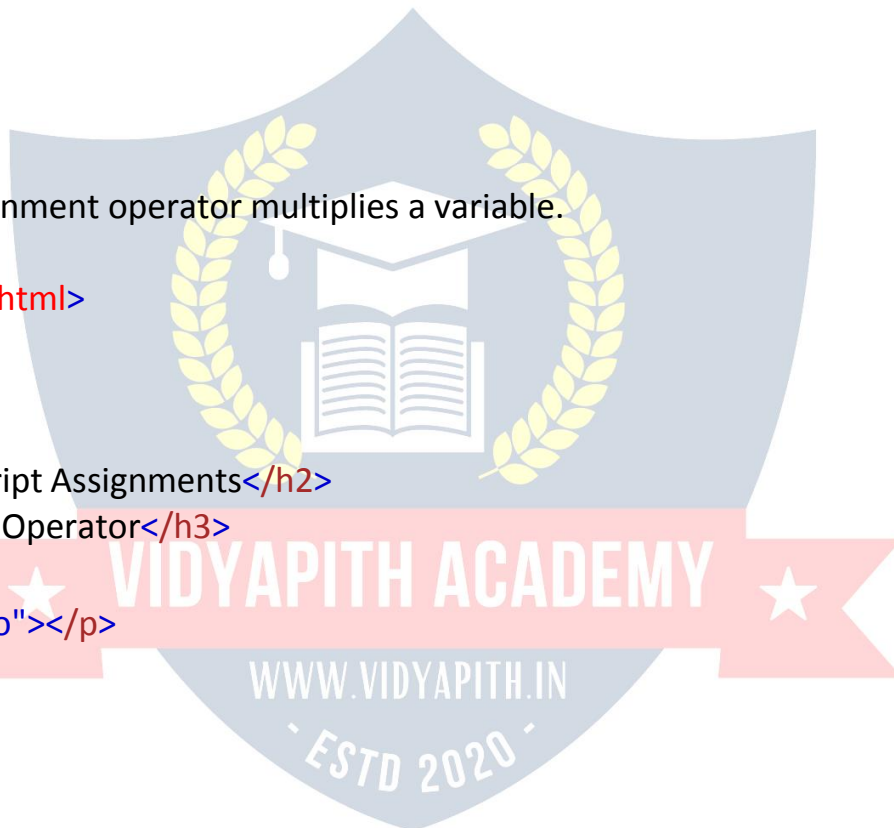 nment operator multiplies a variable.
html>
ript Assignments</h2>
Operator</h3>
VIDYAPITH ACADEMY
o"></p>
WWW.VIDYAPITH.IN
- ESTD 2020 -